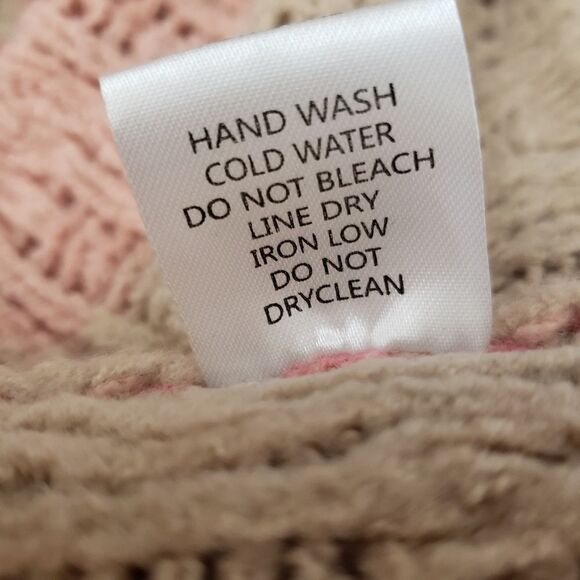 HAND WASH
COLD WATER
DO NOT BLEACH
LINE DRY
IRON LOW
DO NOT
DRYCLEAN